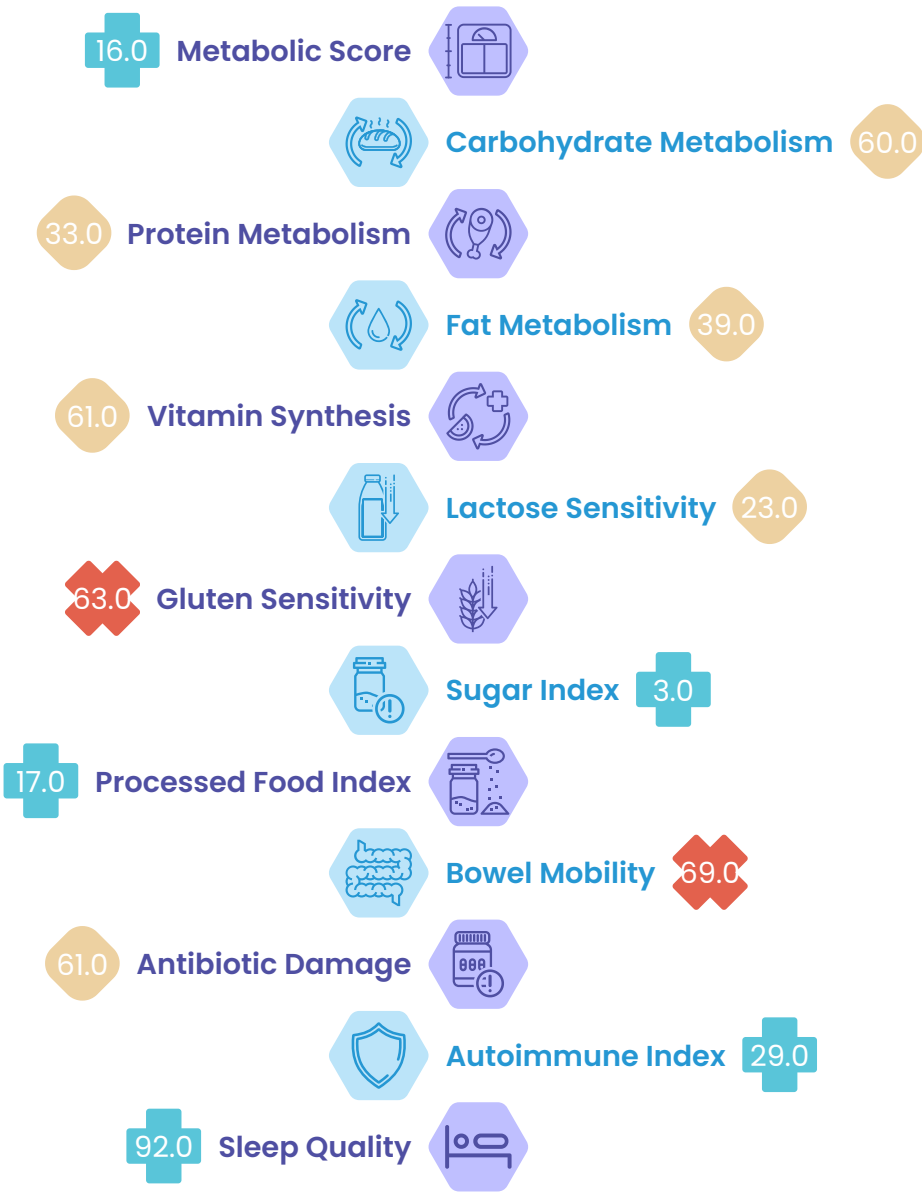 16.0 Metabolic Score
Carbohydrate Metabolism 60.0
33.0 Protein Metabolism
Fat Metabolism 39.0
61.0 Vitamin Synthesis
Lactose Sensitivity 23.0
63.0 Gluten Sensitivity
Sugar Index 3.0
17.0 Processed Food Index
Bowel Mobility 69.0
61.0 Antibiotic Damage
Autoimmune Index 29.0
92.0 Sleep Quality